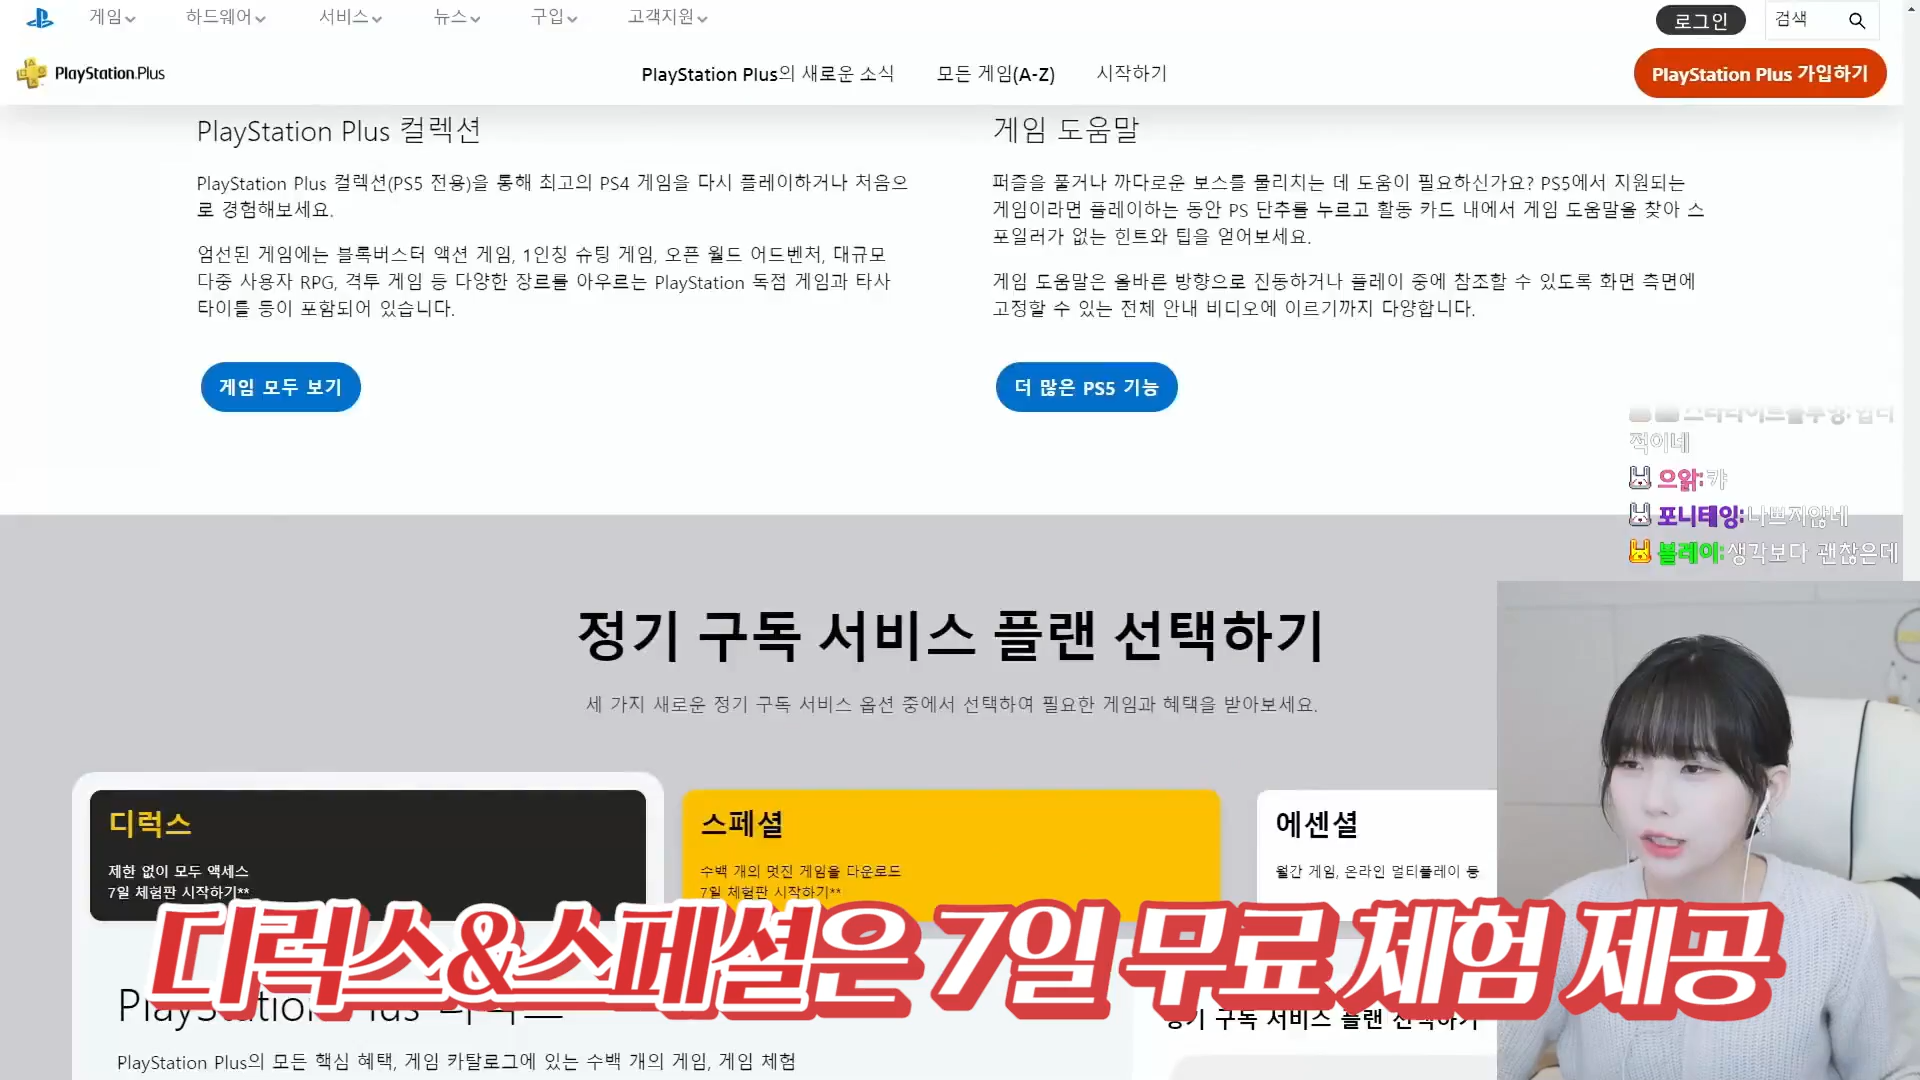 게임
하드웨어
서비스
뉴스
구입
고객지원
로그인
검색
PlayStation.Plus
PlayStation Plus의 새로운 소식
모든 게임(A-Z)
시작하기
PlayStation Plus 가입하기
PlayStation Plus 컬렉션
PlayStation Plus 컬렉션(PS5 전용)을 통해 최고의 PS4 게임을 다시 플레이하거나 처음으
로 경험해보세요.
엄선된 게임에는 블록버스터 액션 게임, 1인칭 슈팅 게임, 오픈 월드 어드벤처, 대규모
다중 사용자 RPG, 격투 게임 등 다양한 장르를 아우르는 PlayStation 독점 게임과 타사
타이틀 등이 포함되어 있습니다.
게임 모두 보기
게임 도움말
퍼즐을 풀거나 까다로운 보스를 물리치는 데 도움이 필요하신가요? PS5에서 지원되는
게임이라면 플레이하는 동안 PS 단추를 누르고 활동 카드 내에서 게임 도움말을 찾아 스
포일러가 없는 힌트와 팁을 얻어보세요.
게임 도움말은 올바른 방향으로 진동하거나 플레이 중에 참조할 수 있도록 화면 측면에
고정할 수 있는 전체 안내 비디오에 이르기까지 다양합니다.
더 많은 PS5 기능
적이네
으앍: 캬
포니테잉: 나쁘지않네
볼레이: 생각보다 괜찮은데
정기 구독 서비스 플랜 선택하기
세 가지 새로운 정기 구독 서비스 옵션 중에서 선택하여 필요한 게임과 혜택을 받아보세요.
디럭스
제한 없이 모두 액세스
7일 체험판 시작하기**
스페셜
수백 개의 멋진 게임을 다운로드
7일 체험판 시작하기**
에센셜
월간 게임, 온라인 멀티플레이 등
디럭스&스페셜은 7일 무료 체험 제공
PlayStation Plus 디럭스
정기 구독 서비스 플랜 선택하기
PlayStation Plus의 모든 핵심 혜택, 게임 카탈로그에 있는 수백 개의 게임, 게임 체험